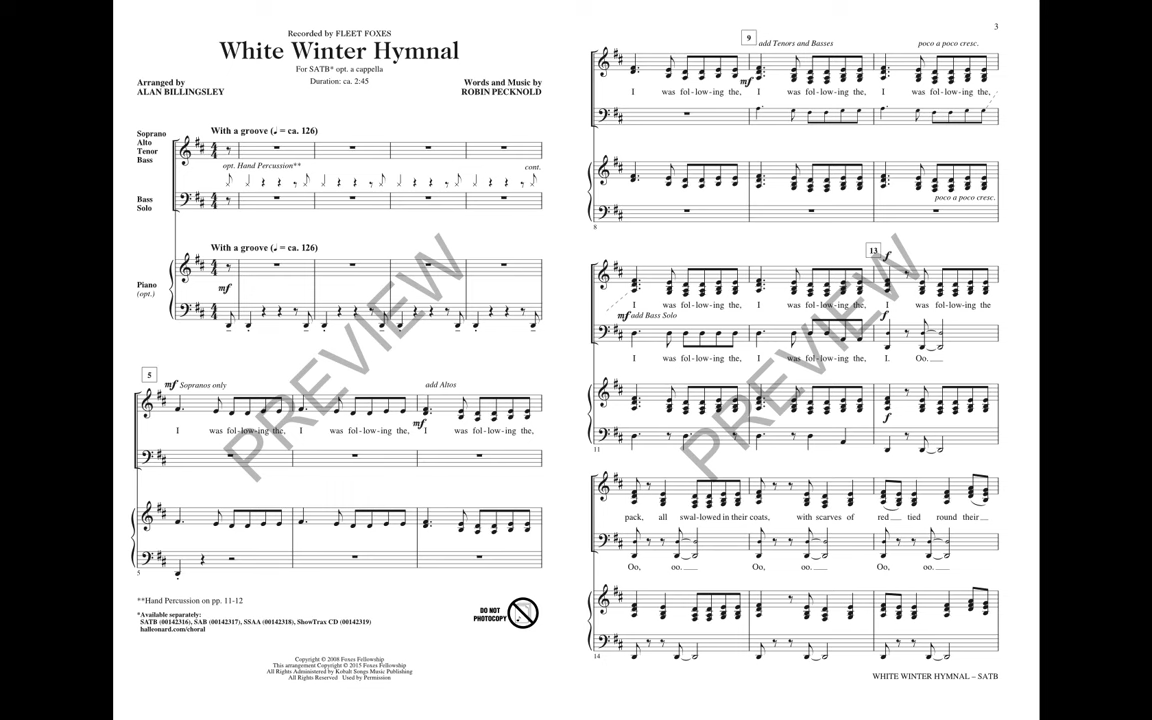 Recorded by FLEET FOXES
White Winter Hymnal
For SATB* opt. a cappella
Duration: ca. 2:45
Arranged by
ALAN BILLINGSLEY
Words and Music by
ROBIN PECKNOLD
With a groove (♩ = ca. 126)
Soprano
Alto
Tenor
Bass
opt. Hand Percussion**
cont.
Bass
Solo
With a groove (♩ = ca. 126)
Piano
(opt.)
mf
5
mf Sopranos only
add Altos
mf
I was fol-low-ing the, I was fol-low-ing the, I was fol-low-ing the,
5
**Hand Percussion on pp. 11-12
*Available separately:
SATB (00142316), SAB (00142317), SSAA (00142318), ShowTrax CD (00142319)
halleonard.com/choral
DO NOT
PHOTOCOPY
Copyright © 2008 Foxes Fellowship
This arrangement Copyright © 2015 Foxes Fellowship
All Rights Administered by Kobalt Songs Music Publishing
All Rights Reserved Used by Permission
PREVIEW
3
9
add Tenors and Basses
poco a poco cresc.
mf
I was fol-low-ing the, I was fol-low-ing the, I was fol-low-ing the,
poco a poco cresc.
8
13
f
I was fol-low-ing the, I was fol-low-ing the, I was fol-low-ing the
mf add Bass Solo
f
I was fol-low-ing the, I was fol-low-ing the, I. Oo.
f
11
pack, all swal-lowed in their coats, with scarves of red tied round their
Oo, oo. Oo, oo. Oo, oo.
14
WHITE WINTER HYMNAL – SATB
PREVIEW